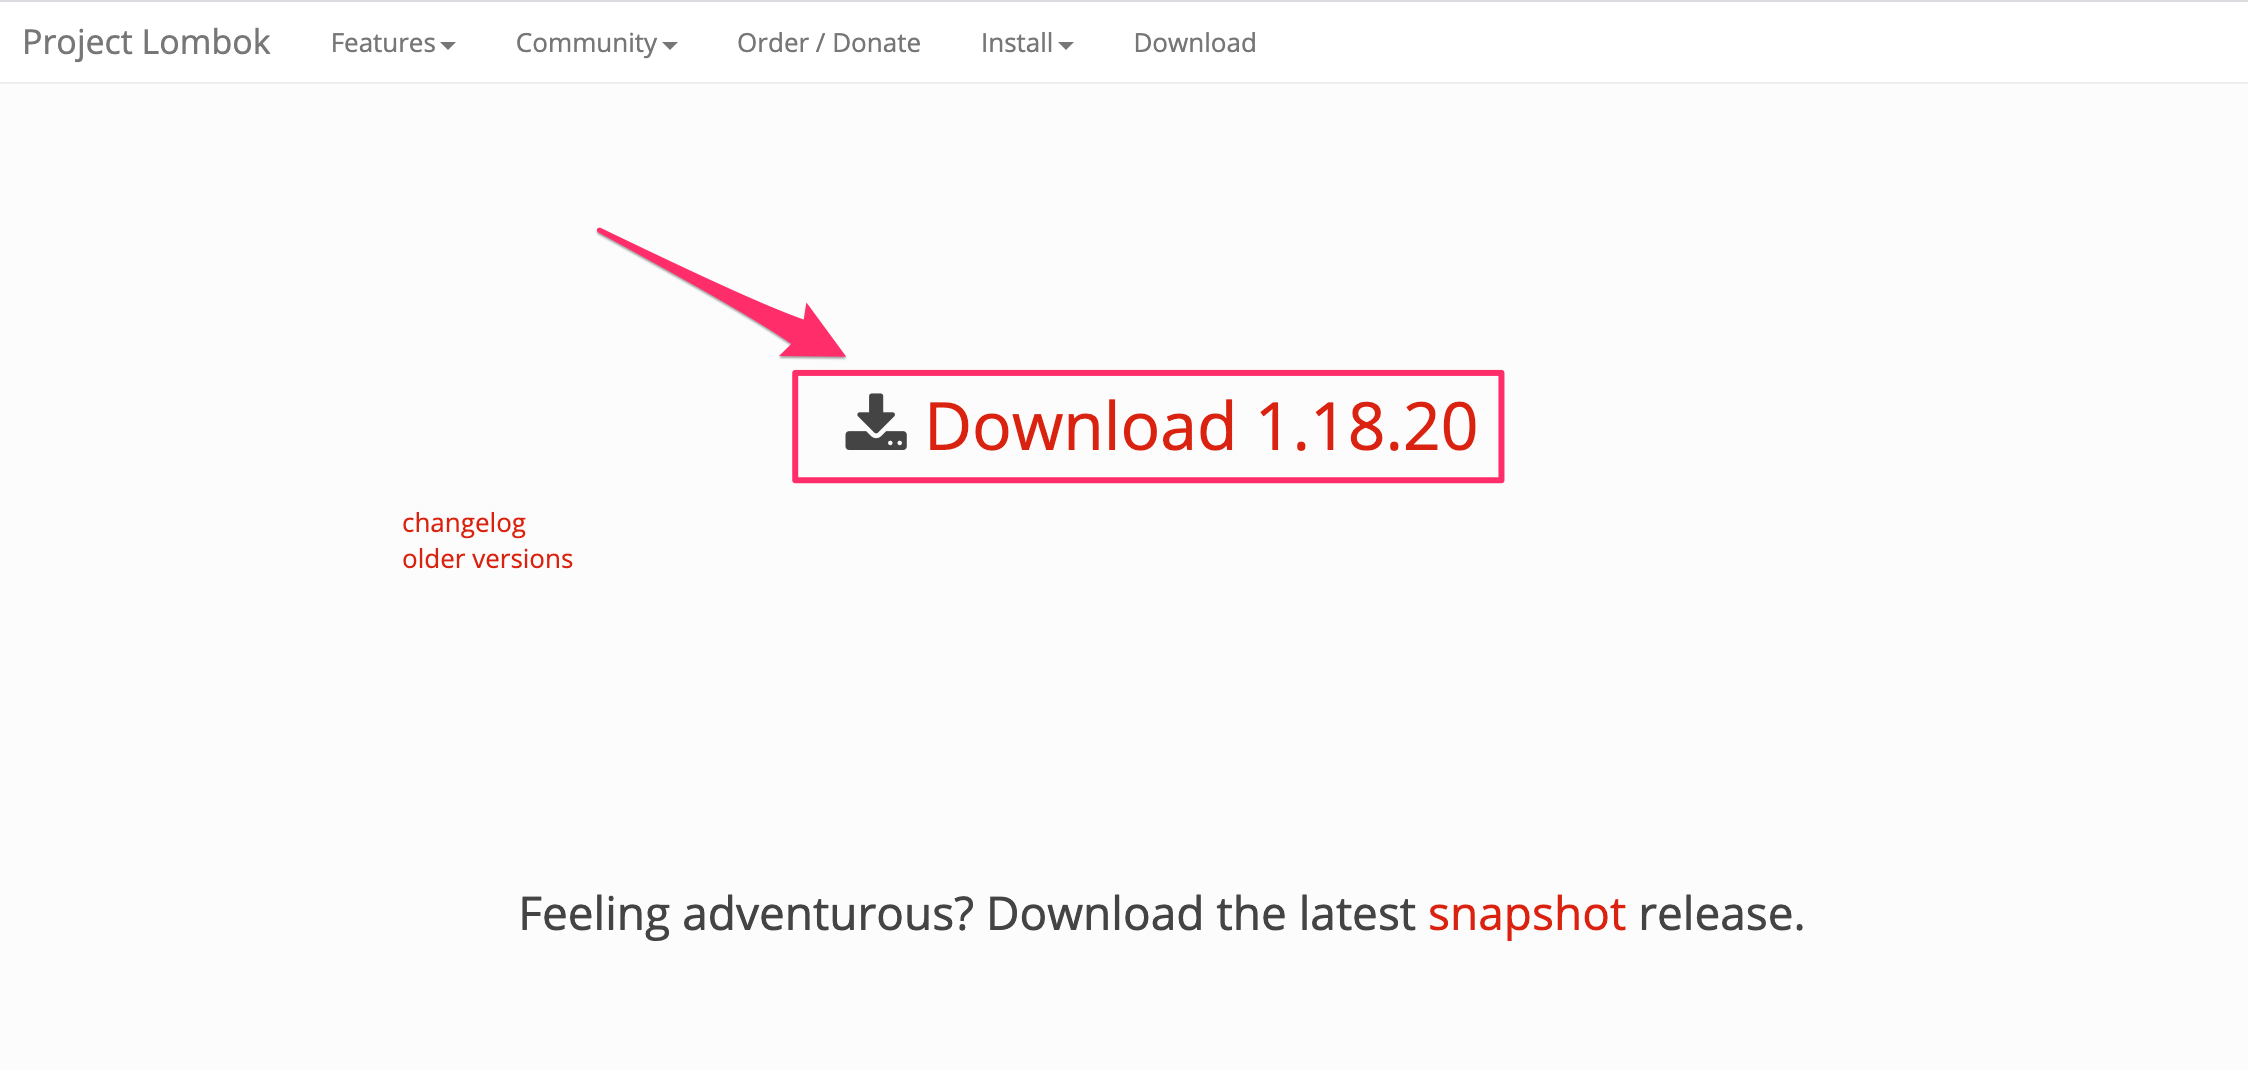 Project Lombok Features Community Order / Donate Install Download
Download 1.18.20
changelog
older versions
Feeling adventurous? Download the latest snapshot release.